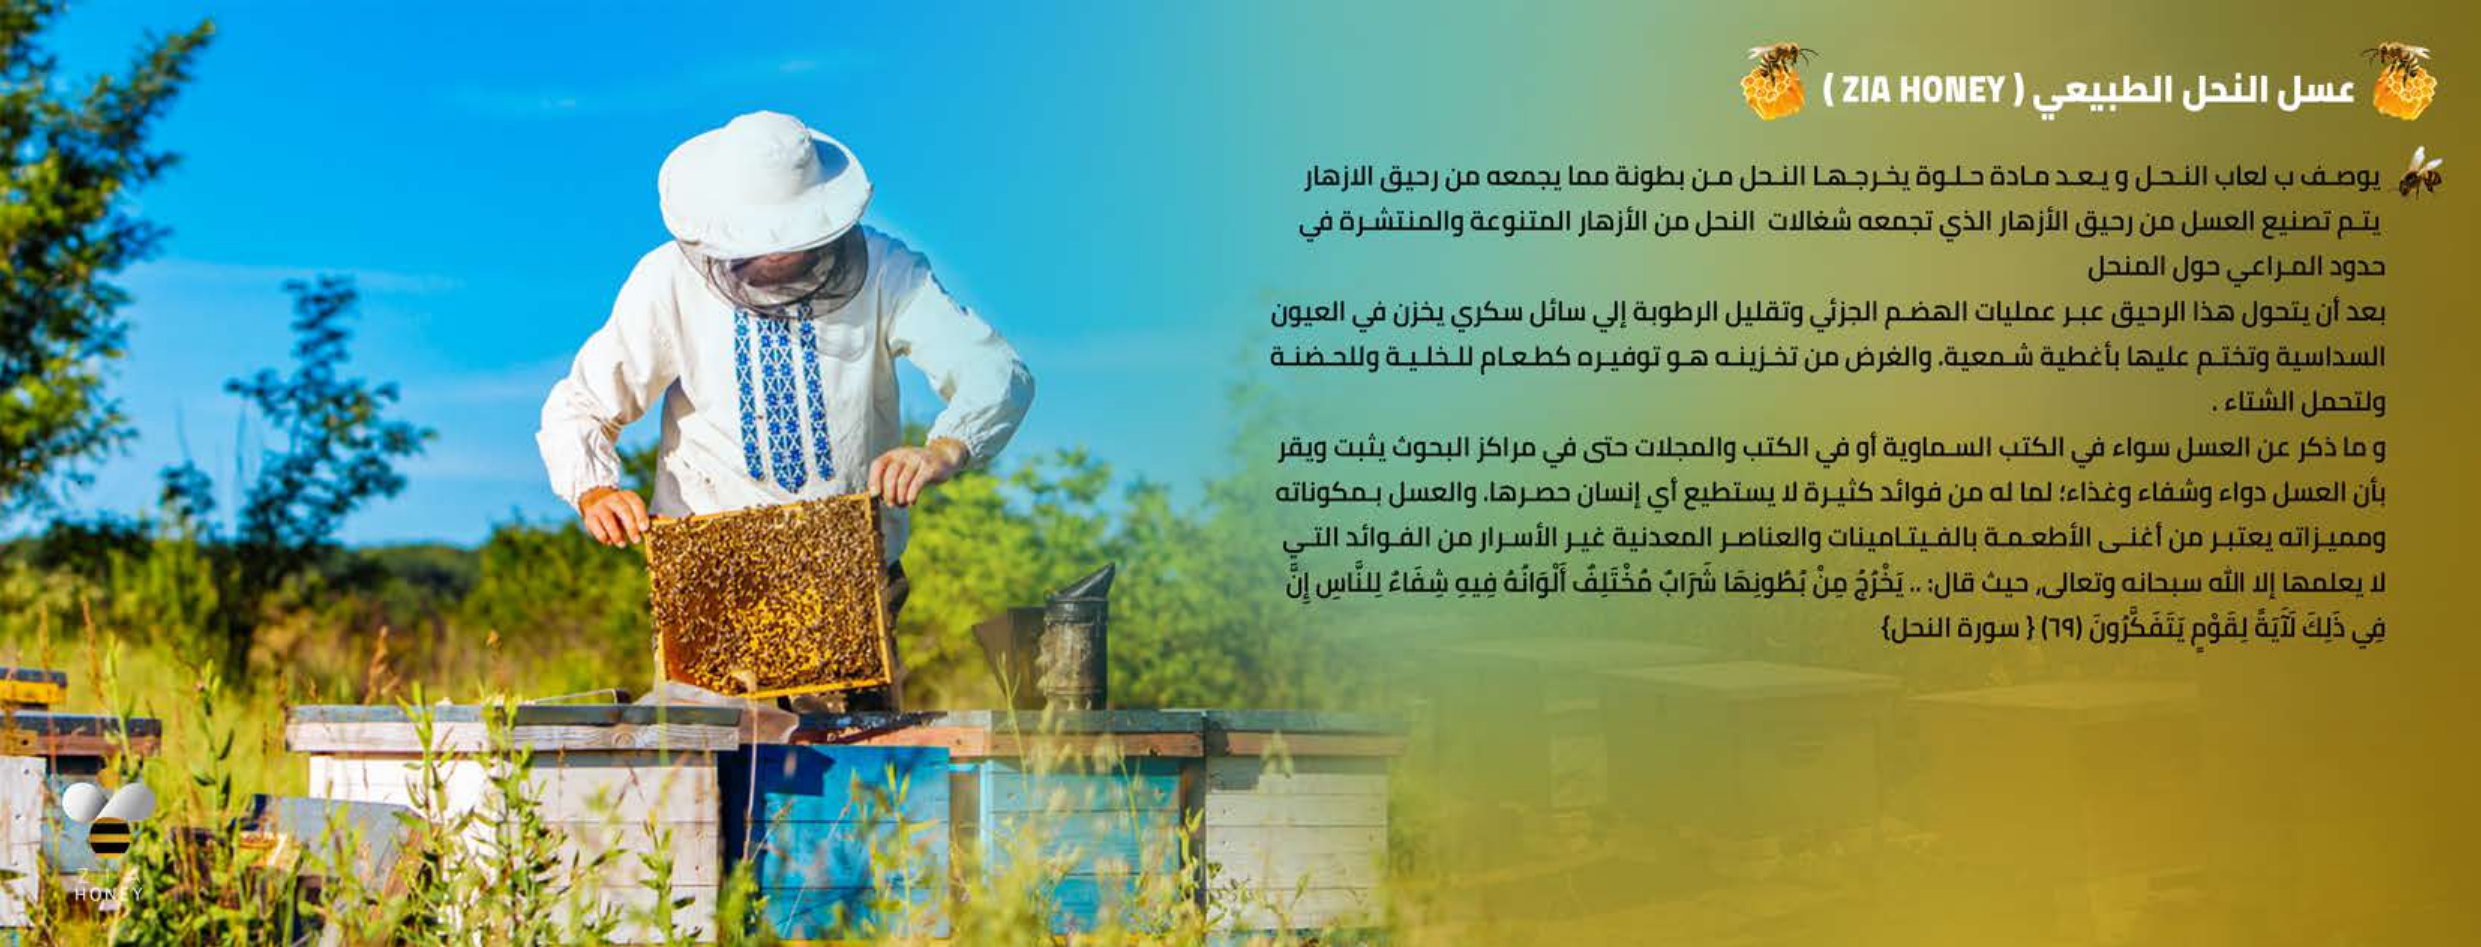 عسل النحل الطبيعي ( ZIA HONEY )
يوصف ب لعاب النحل و يعد مادة حلوة يخرجها النحل من بطونة مما يجمعه من رحيق الازهار
يتم تصنيع العسل من رحيق الأزهار الذي تجمعه شغالات النحل من الأزهار المتنوعة والمنتشرة في
حدود المراعي حول المنحل
بعد أن يتحول هذا الرحيق عبر عمليات الهضم الجزئي وتقليل الرطوبة إلي سائل سكري يخزن في العيون
السداسية وتختم عليها بأغطية شمعية. والغرض من تخزينه هو توفيره كطعام للخلية وللحضنة
ولتحمل الشتاء .
و ما ذكر عن العسل سواء في الكتب السماوية أو في الكتب والمجلات حتى في مراكز البحوث يثبت ويقر
بأن العسل دواء وشفاء وغذاء؛ لما له من فوائد كثيرة لا يستطيع أي إنسان حصرها. والعسل بمكوناته
ومميزاته يعتبر من أغنى الأطعمة بالفيتامينات والعناصر المعدنية غير الأسرار من الفوائد التي
لا يعلمها إلا الله سبحانه وتعالى, حيث قال: .. يَخْرُجُ مِنْ بُطُونِهَا شَرَابٌ مُخْتَلِفٌ أَلْوَانُهُ فِيهِ شِفَاءٌ لِلنَّاسِ إِنَّ
فِي ذَلِكَ لَآيَةً لِقَوْمٍ يَتَفَكَّرُونَ (٦٩) { سورة النحل}
ZIA
HONEY